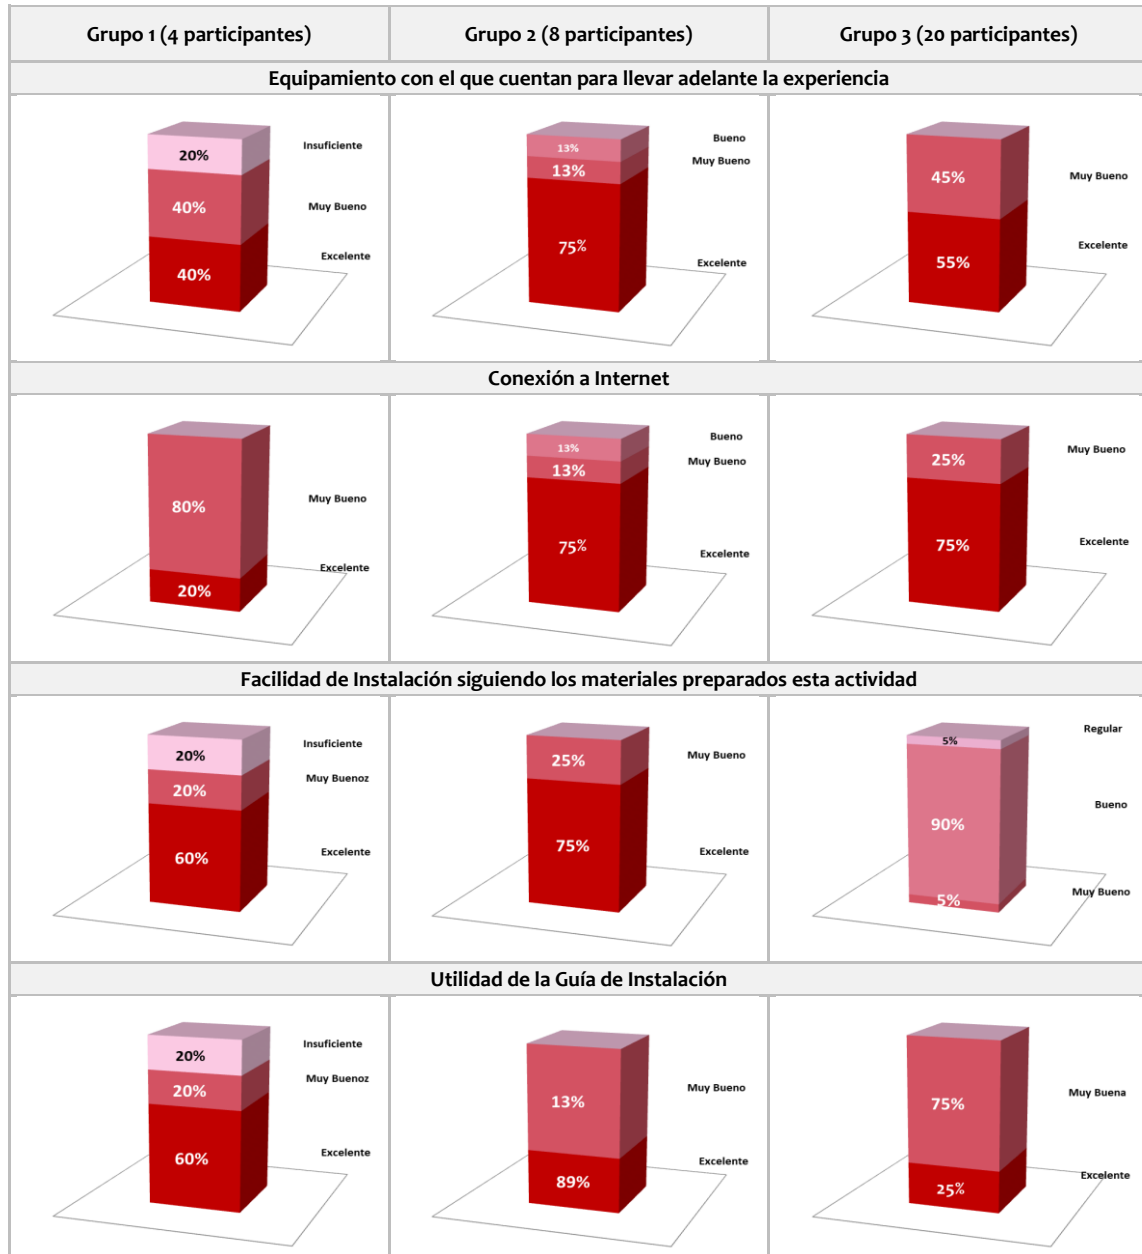 Grupo 1 (4 participantes)
Grupo 2 (8 participantes)
Grupo 3 (20 participantes)
Equipamiento con el que cuentan para llevar adelante la experiencia
20%
Insuficiente
40%
Muy Bueno
40%
Excelente
13%
Bueno
13%
Muy Bueno
75%
Excelente
45%
Muy Bueno
55%
Excelente
Conexión a Internet
80%
Muy Bueno
20%
Excelente
13%
Bueno
13%
Muy Bueno
75%
Excelente
25%
Muy Bueno
75%
Excelente
Facilidad de Instalación siguiendo los materiales preparados esta actividad
20%
Insuficiente
20%
Muy Buenoz
60%
Excelente
25%
Muy Bueno
75%
Excelente
5%
Regular
90%
Bueno
5%
Muy Bueno
Utilidad de la Guía de Instalación
20%
Insuficiente
20%
Muy Buenoz
60%
Excelente
13%
Muy Bueno
89%
Excelente
75%
Muy Buena
25%
Excelente